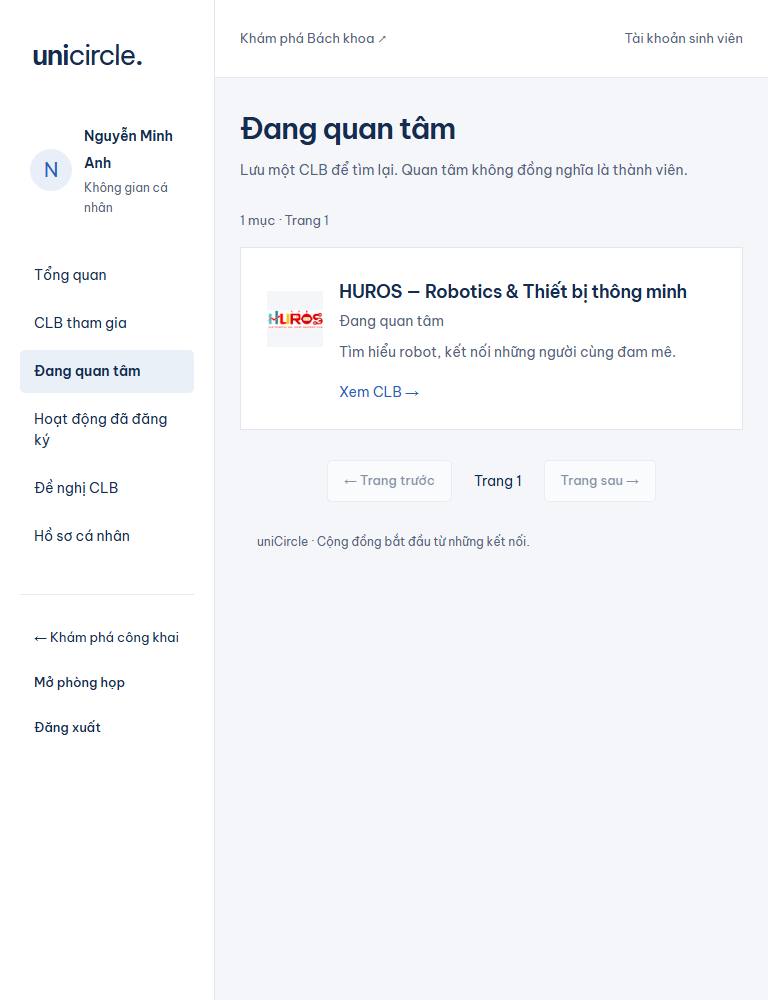 unicircle.
Nguyễn Minh
Anh
Không gian cá
nhân
N
Tổng quan
CLB tham gia
Đang quan tâm
Hoạt động đã đăng
ký
Đề nghị CLB
Hồ sơ cá nhân
← Khám phá công khai
Mở phòng họp
Đăng xuất
Khám phá Bách khoa ↗
Tài khoản sinh viên
Đang quan tâm
Lưu một CLB để tìm lại. Quan tâm không đồng nghĩa là thành viên.
1 mục · Trang 1
HUROS
HUROS — Robotics & Thiết bị thông minh
Đang quan tâm
Tìm hiểu robot, kết nối những người cùng đam mê.
Xem CLB →
← Trang trước
Trang 1
Trang sau →
uniCircle · Cộng đồng bắt đầu từ những kết nối.